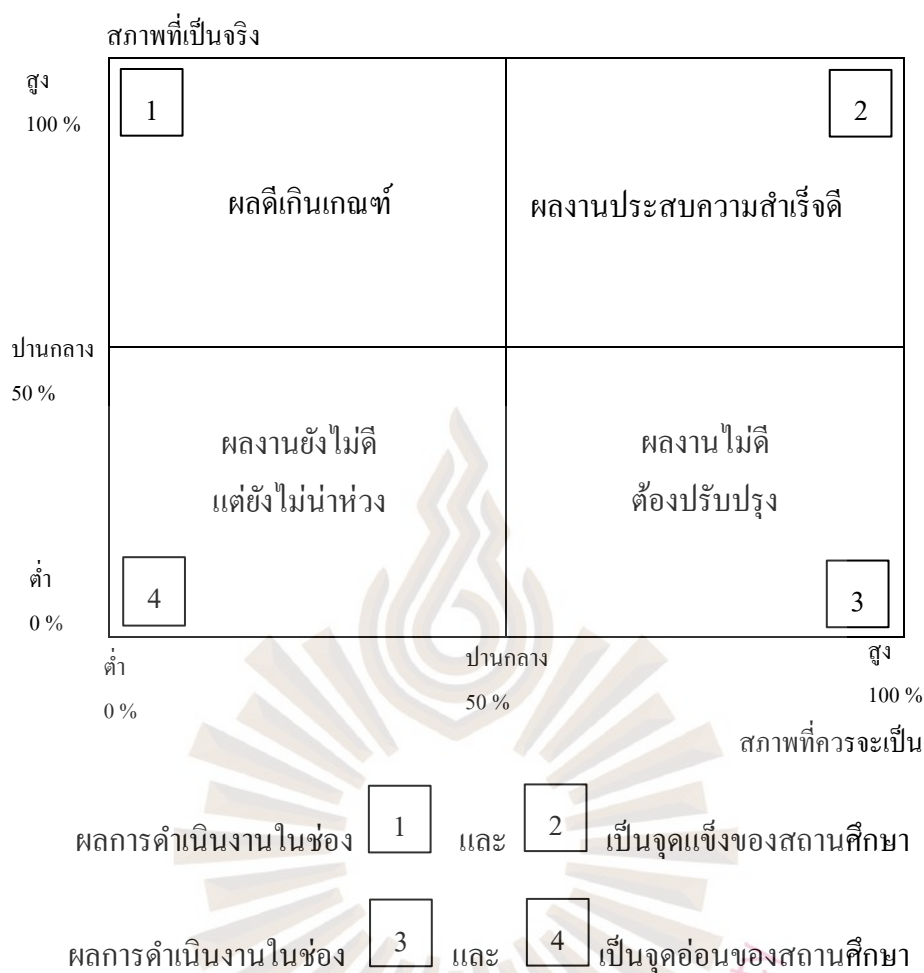 สภาพที่เป็นจริง
สูง
100 %
1
2
ผลดีเกินเกณฑ์
ผลงานประสบความสำเร็จดี
ปานกลาง
50 %
ผลงานยังไม่ดี
แต่ยังไม่น่าห่วง
ผลงานไม่ดี
ต้องปรับปรุง
ต่ำ
0 %
4
3
ต่ำ
0 %
ปานกลาง
50 %
สูง
100 %
สภาพที่ควรจะเป็น
ผลการดำเนินงานในช่อง 1 และ 2 เป็นจุดแข็งของสถานศึกษา
ผลการดำเนินงานในช่อง 3 และ 4 เป็นจุดอ่อนของสถานศึกษา